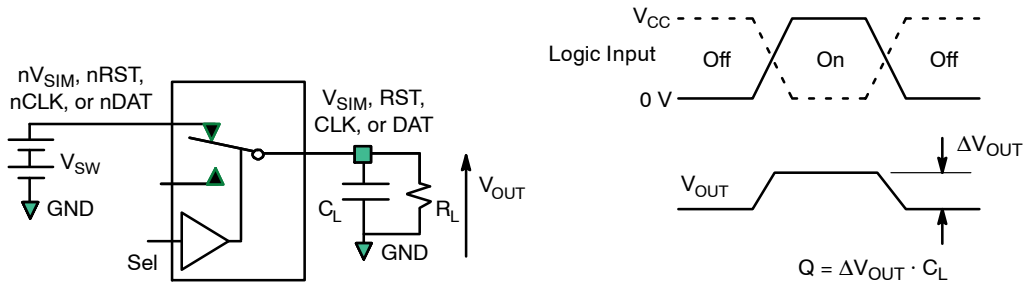 nV_SIM, nRST,
nCLK, or nDAT
V_SW
GND
Sel
V_SIM, RST,
CLK, or DAT
C_L
R_L
GND
V_OUT
V_CC
Logic Input
Off
On
Off
0 V
V_OUT
ΔV_OUT
Q = ΔV_OUT · C_L